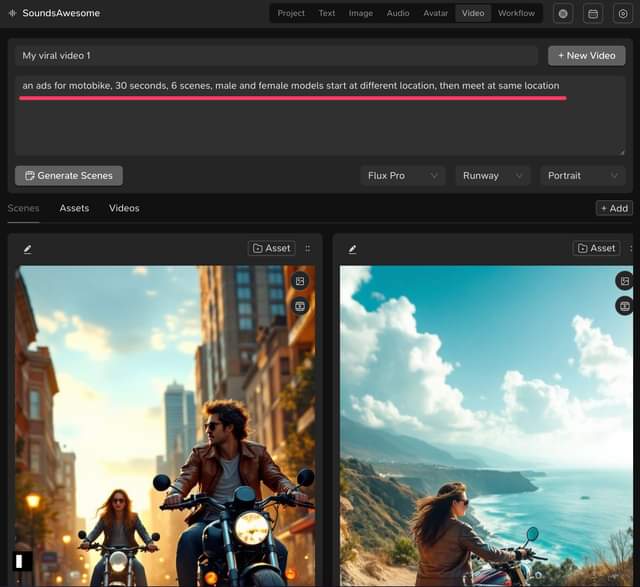 SoundsAwesome
Project Text Image Audio Avatar Video Workflow
My viral video 1
+ New Video
an ads for motobike, 30 seconds, 6 scenes, male and female models start at different location, then meet at same location
Generate Scenes
Flux Pro
Runway
Portrait
Scenes Assets Videos
+ Add
Asset
Asset